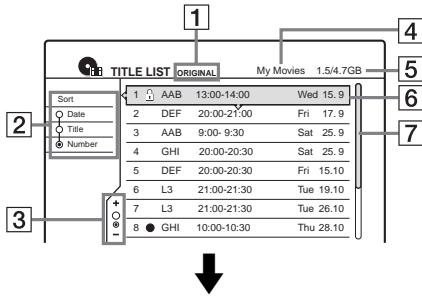 1
4
TITLE LIST ORIGINAL My Movies 1.5/4.7GB
5
Sort
Date
Title
Number
2
1 AAB 13:00-14:00 Wed 15. 9
6
2 DEF 20:00-21:00 Fri 17. 9
7
3 AAB 9:00- 9:30 Sat 25. 9
4 GHI 20:00-20:30 Sat 25. 9
5 DEF 20:00-20:30 Fri 15.10
6 L3 21:00-21:30 Tue 19.10
3
+
–
7 L3 21:00-21:30 Tue 26.10
8 GHI 10:00-10:30 Thu 28.10